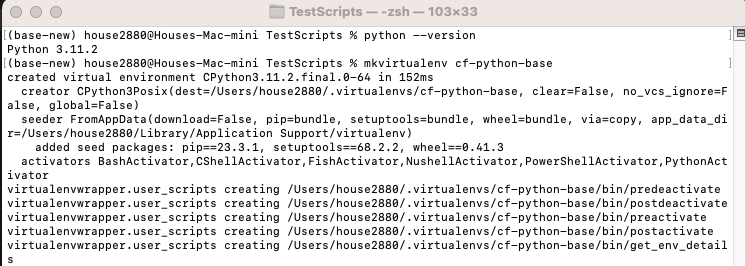 TestScripts — -zsh — 103×33
[(base-new) house2880@Houses-Mac-mini TestScripts % python --version ]
Python 3.11.2
[(base-new) house2880@Houses-Mac-mini TestScripts % mkvirtualenv cf-python-base ]
created virtual environment CPython3.11.2.final.0-64 in 152ms
  creator CPython3Posix(dest=/Users/house2880/.virtualenvs/cf-python-base, clear=False, no_vcs_ignore=F
alse, global=False)
  seeder FromAppData(download=False, pip=bundle, setuptools=bundle, wheel=bundle, via=copy, app_data_di
r=/Users/house2880/Library/Application Support/virtualenv)
    added seed packages: pip==23.3.1, setuptools==68.2.2, wheel==0.41.3
  activators BashActivator,CShellActivator,FishActivator,NushellActivator,PowerShellActivator,PythonAct
ivator
virtualenvwrapper.user_scripts creating /Users/house2880/.virtualenvs/cf-python-base/bin/predeactivate
virtualenvwrapper.user_scripts creating /Users/house2880/.virtualenvs/cf-python-base/bin/postdeactivate
virtualenvwrapper.user_scripts creating /Users/house2880/.virtualenvs/cf-python-base/bin/preactivate
virtualenvwrapper.user_scripts creating /Users/house2880/.virtualenvs/cf-python-base/bin/postactivate
virtualenvwrapper.user_scripts creating /Users/house2880/.virtualenvs/cf-python-base/bin/get_env_detail
s